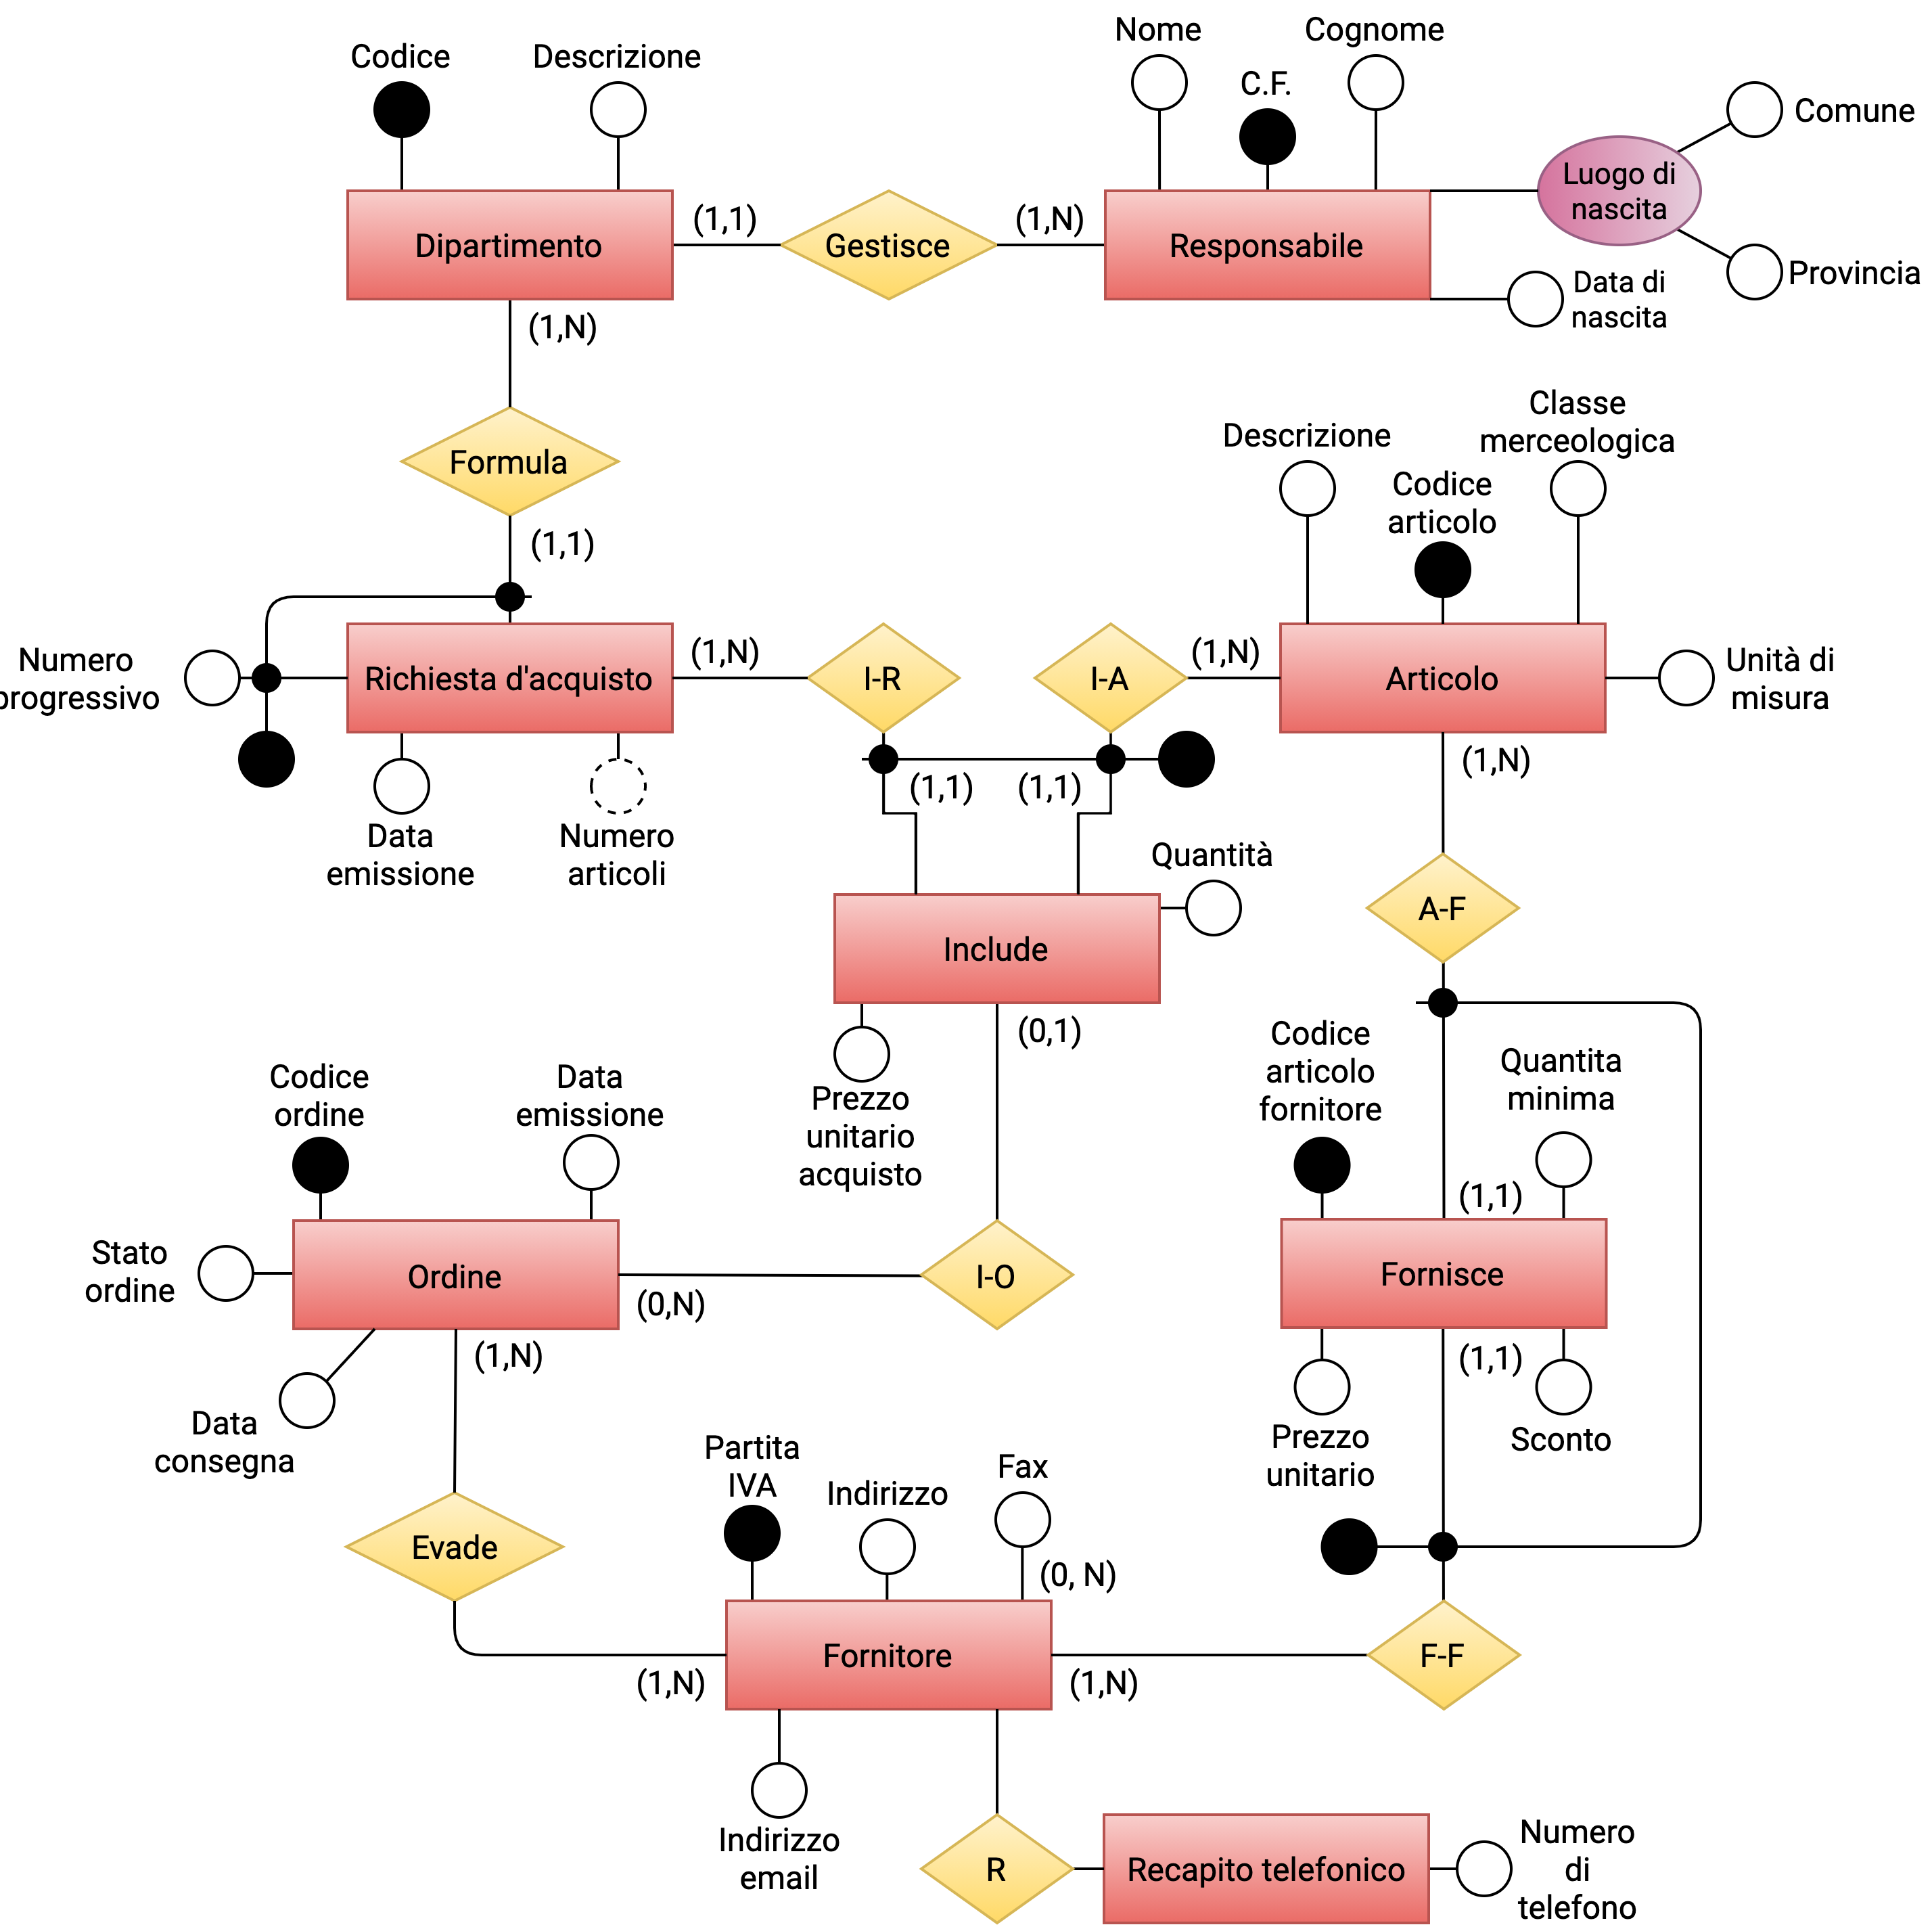 Nome
Cognome
Codice
Descrizione
C.F.
Comune
Luogo di
nascita
Dipartimento
(1,1)
Gestisce
(1,N)
Responsabile
Provincia
Data di
nascita
(1,N)
Formula
(1,1)
Descrizione
Classe
merceologica
Codice
articolo
Numero
progressivo
Richiesta d'acquisto
(1,N)
I-R
I-A
(1,N)
Articolo
Unità di
misura
(1,1)
(1,1)
(1,N)
Data
emissione
Numero
articoli
Quantità
A-F
Include
(0,1)
Codice
articolo
fornitore
Quantita
minima
Codice
ordine
Data
emissione
Prezzo
unitario
acquisto
(1,1)
Stato
ordine
Ordine
(0,N)
I-O
Fornisce
(1,N)
(1,1)
Data
consegna
Prezzo
unitario
Sconto
Partita
IVA
Indirizzo
Fax
(0, N)
Evade
(1,N)
Fornitore
(1,N)
F-F
Indirizzo
email
R
Recapito telefonico
Numero
di
telefono